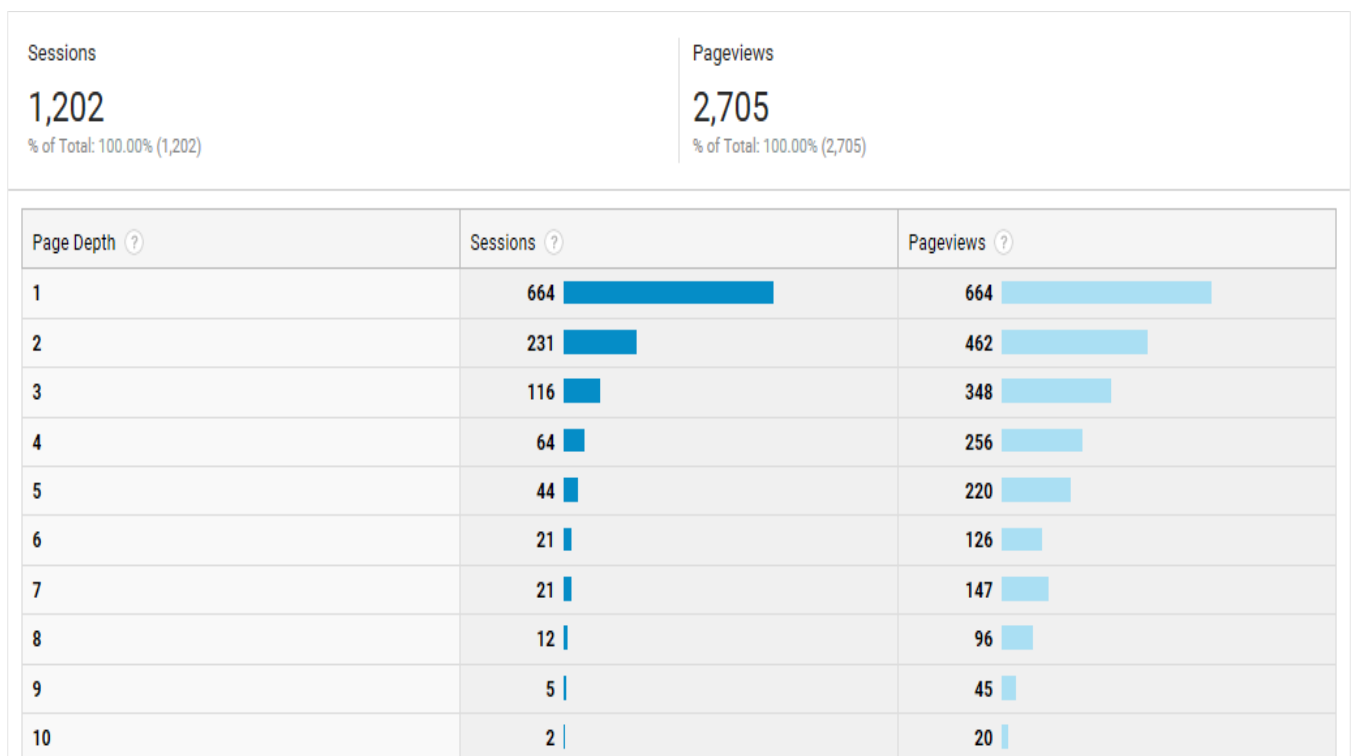 Sessions Pageviews
1,202 2,705
% of Total: 100.00% (1,202) % of Total: 100.00% (2,705)
Page Depth ? Sessions ? Pageviews ?
1 664 664
2 231 462
3 116 348
4 64 256
5 44 220
6 21 126
7 21 147
8 12 96
9 5 45
10 2 20